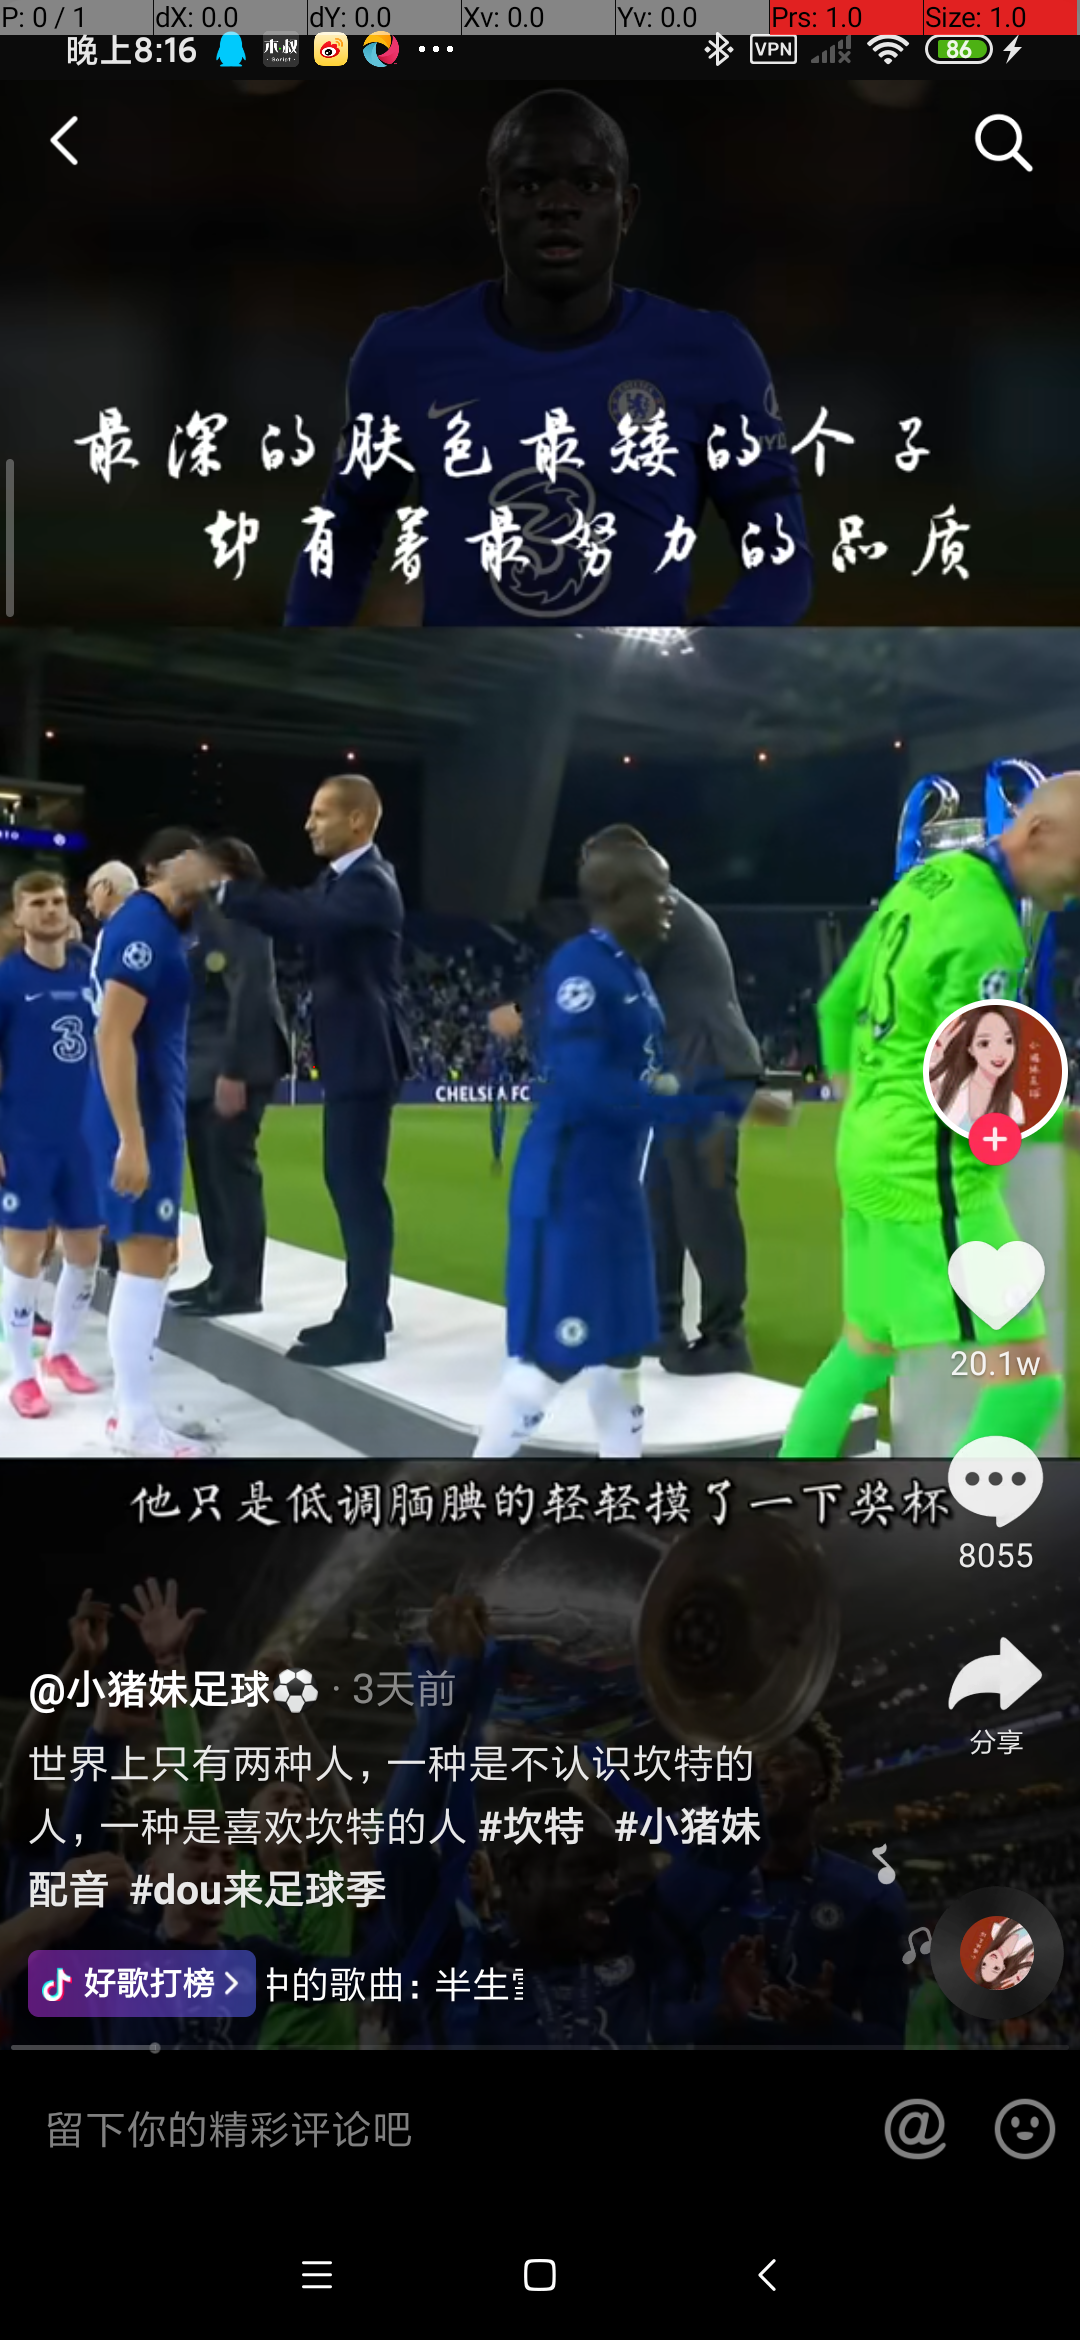 P: 0 / 1 dX: 0.0 dY: 0.0 Xv: 0.0 Yv: 0.0 Prs: 1.0 Size: 1.0
晚上8:16 木叔 Script VPN 86
最深的肤色最矮的个子
却有着最努力的品质
3
CHELSEA FC
13
20.1w
他只是低调腼腆的轻轻摸了一下奖杯
8055
@小猪妹足球⚽ · 3天前
分享
世界上只有两种人，一种是不认识坎特的
人，一种是喜欢坎特的人 #坎特 #小猪妹
配音 #dou来足球季
好歌打榜 中的歌曲：半生雪
留下你的精彩评论吧